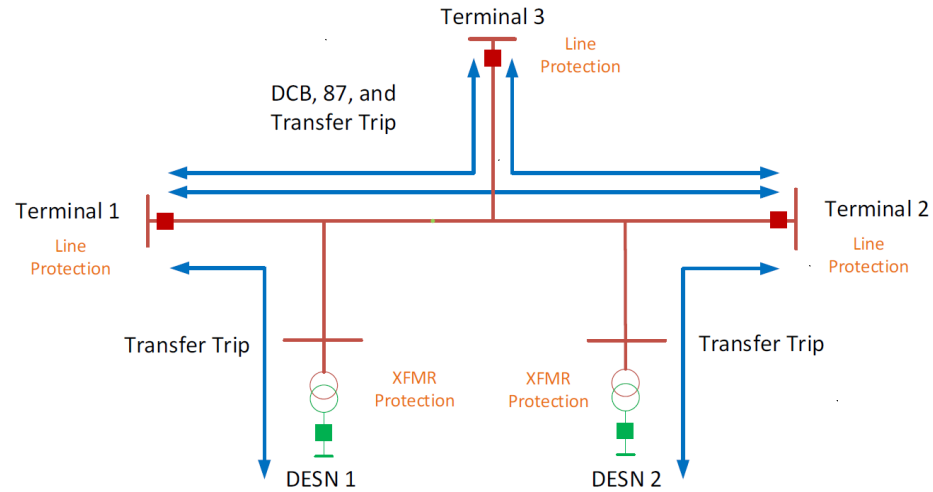 Terminal 3
Line
Protection
DCB, 87, and
Transfer Trip
Terminal 1
Line
Protection
Terminal 2
Line
Protection
Transfer Trip
Transfer Trip
XFMR
Protection
XFMR
Protection
DESN 1
DESN 2